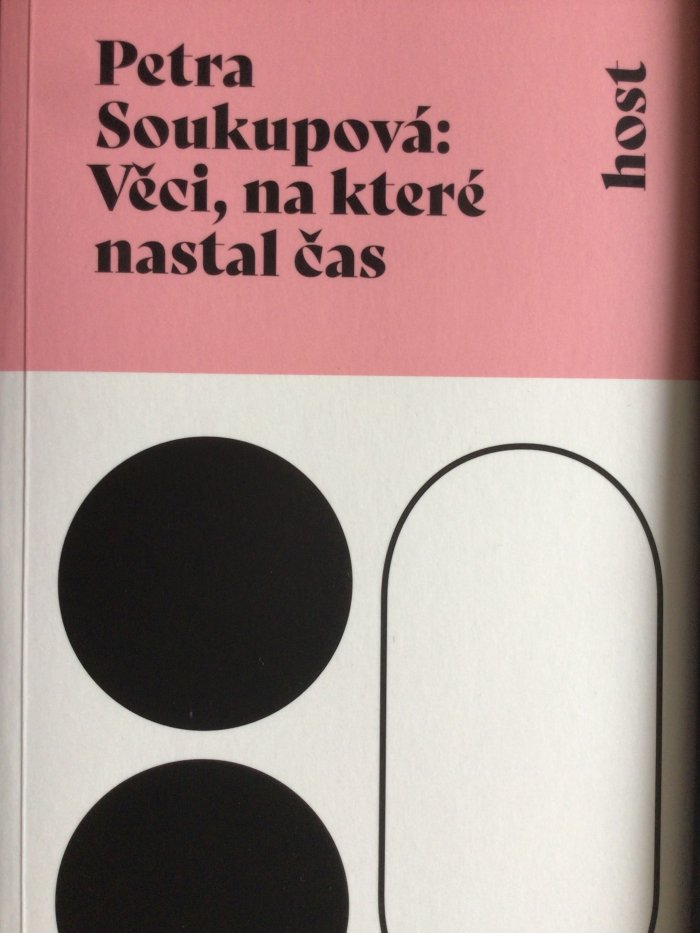 Petra
Soukupová:
Věci, na které
nastal čas
host